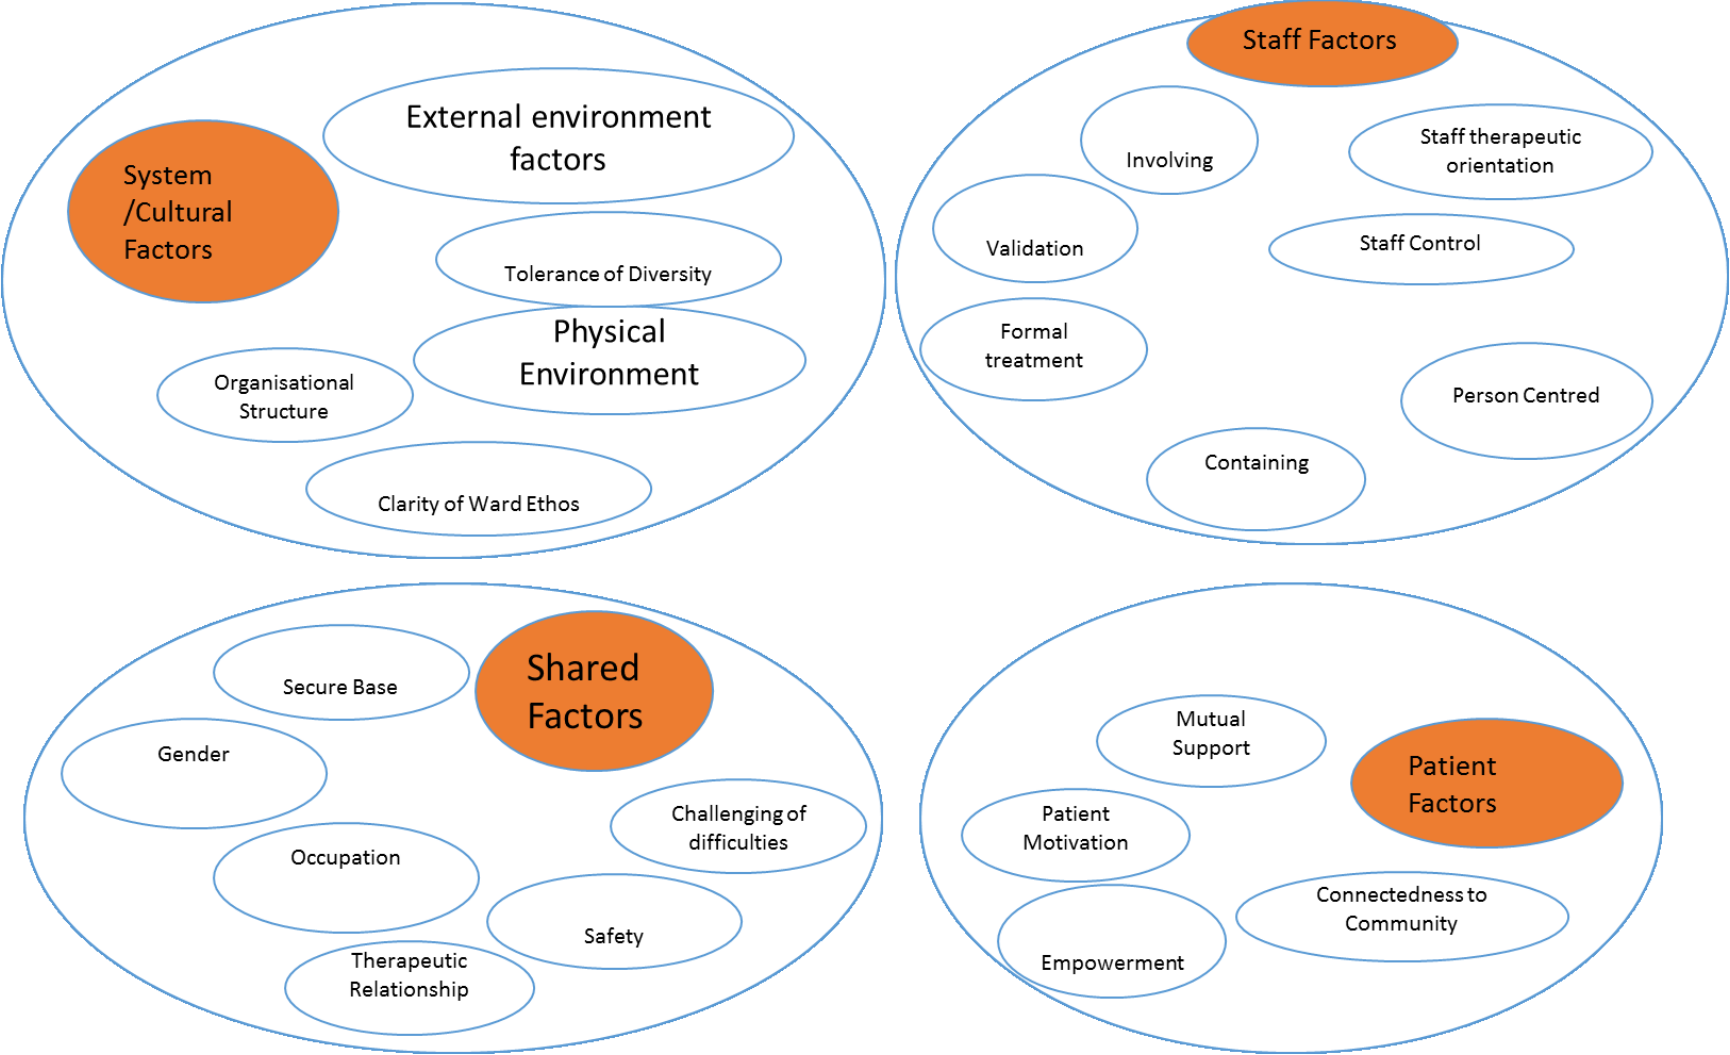 External environment
factors
System
/Cultural
Factors
Tolerance of Diversity
Physical
Environment
Organisational
Structure
Clarity of Ward Ethos
Staff Factors
Involving
Staff therapeutic
orientation
Validation
Staff Control
Formal
treatment
Person Centred
Containing
Shared
Factors
Secure Base
Gender
Challenging of
difficulties
Occupation
Safety
Therapeutic
Relationship
Mutual
Support
Patient
Factors
Patient
Motivation
Connectedness to
Community
Empowerment